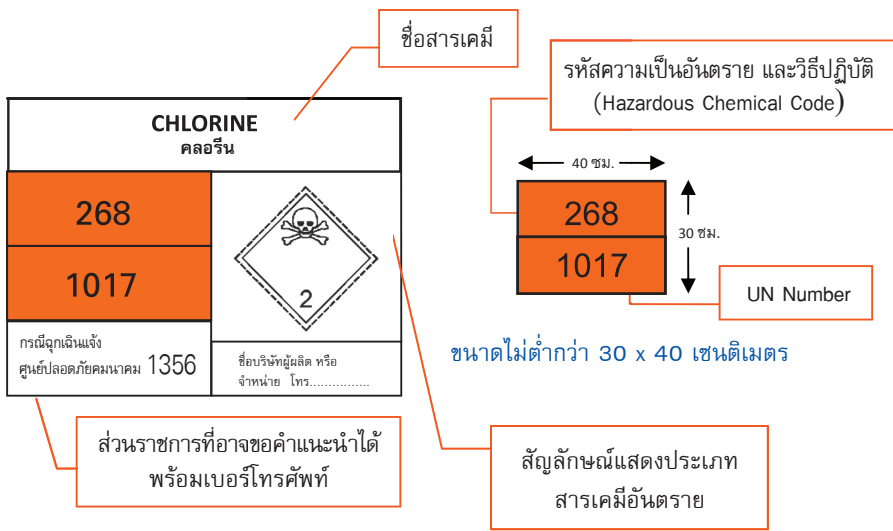 ชื่อสารเคมี
รหัสความเป็นอันตราย และวิธีปฏิบัติ
(Hazardous Chemical Code)
CHLORINE
คลอรีน
268
1017
2
กรณีฉุกเฉินแจ้ง
ศูนย์ปลอดภัยคมนาคม 1356
ชื่อบริษัทผู้ผลิต หรือ
จำหน่าย โทร...............
40 ซม.
268
1017
30 ซม.
UN Number
ขนาดไม่ต่ำกว่า 30 x 40 เซนติเมตร
ส่วนราชการที่อาจขอคำแนะนำได้
พร้อมเบอร์โทรศัพท์
สัญลักษณ์แสดงประเภท
สารเคมีอันตราย